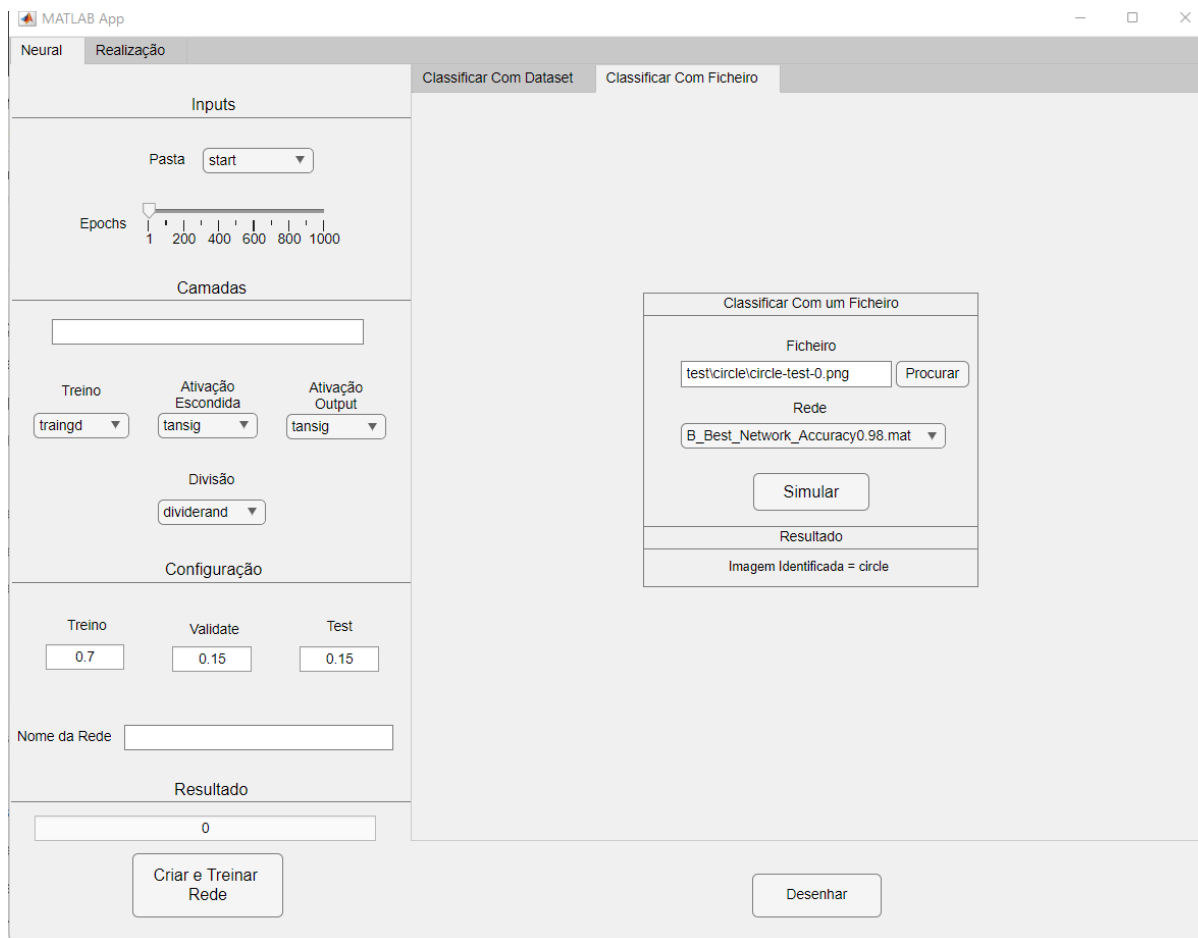 MATLAB App
Neural Realização
Inputs
Pasta start
Epochs
1 200 400 600 800 1000
Camadas
Treino
Ativação
Escondida
Ativação
Output
traingd tansig tansig
Divisão
dividerand
Configuração
Treino Validate Test
0.7 0.15 0.15
Nome da Rede
Resultado
0
Criar e Treinar
Rede
Classificar Com Dataset Classificar Com Ficheiro
Classificar Com um Ficheiro
Ficheiro
test\circle\circle-test-0.png Procurar
Rede
B_Best_Network_Accuracy0.98.mat
Simular
Resultado
Imagem Identificada = circle
Desenhar